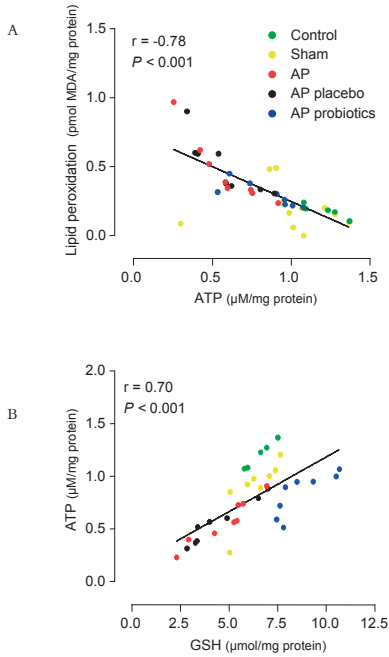 A
r = -0.78
P < 0.001
Control
Sham
AP
AP placebo
AP probiotics
Lipid peroxidation (pmol MDA/mg protein)
1.5
1.0
0.5
0.0
0.0 0.5 1.0 1.5
ATP (µM/mg protein)
B
r = 0.70
P < 0.001
ATP (µM/mg protein)
2.0
1.5
1.0
0.5
0.0
0.0 2.5 5.0 7.5 10.0 12.5
GSH (µmol/mg protein)